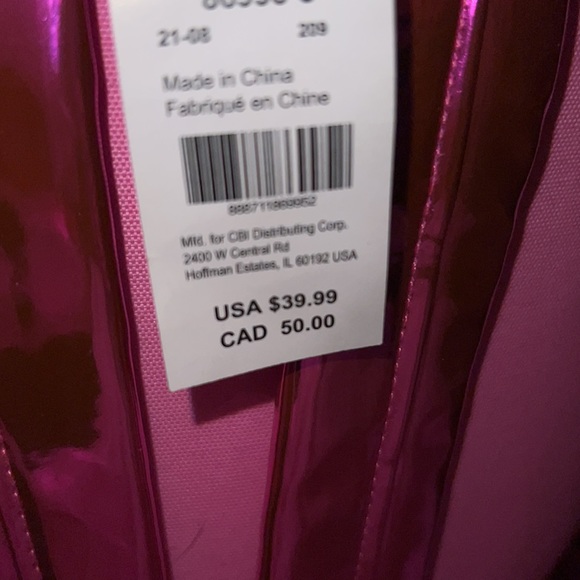 21-08 209
Made in China
Fabriqué en Chine
Mfd. for CBI Distributing Corp.
2400 W Central Rd
Hoffman Estates, IL 60192 USA
USA $39.99
CAD 50.00